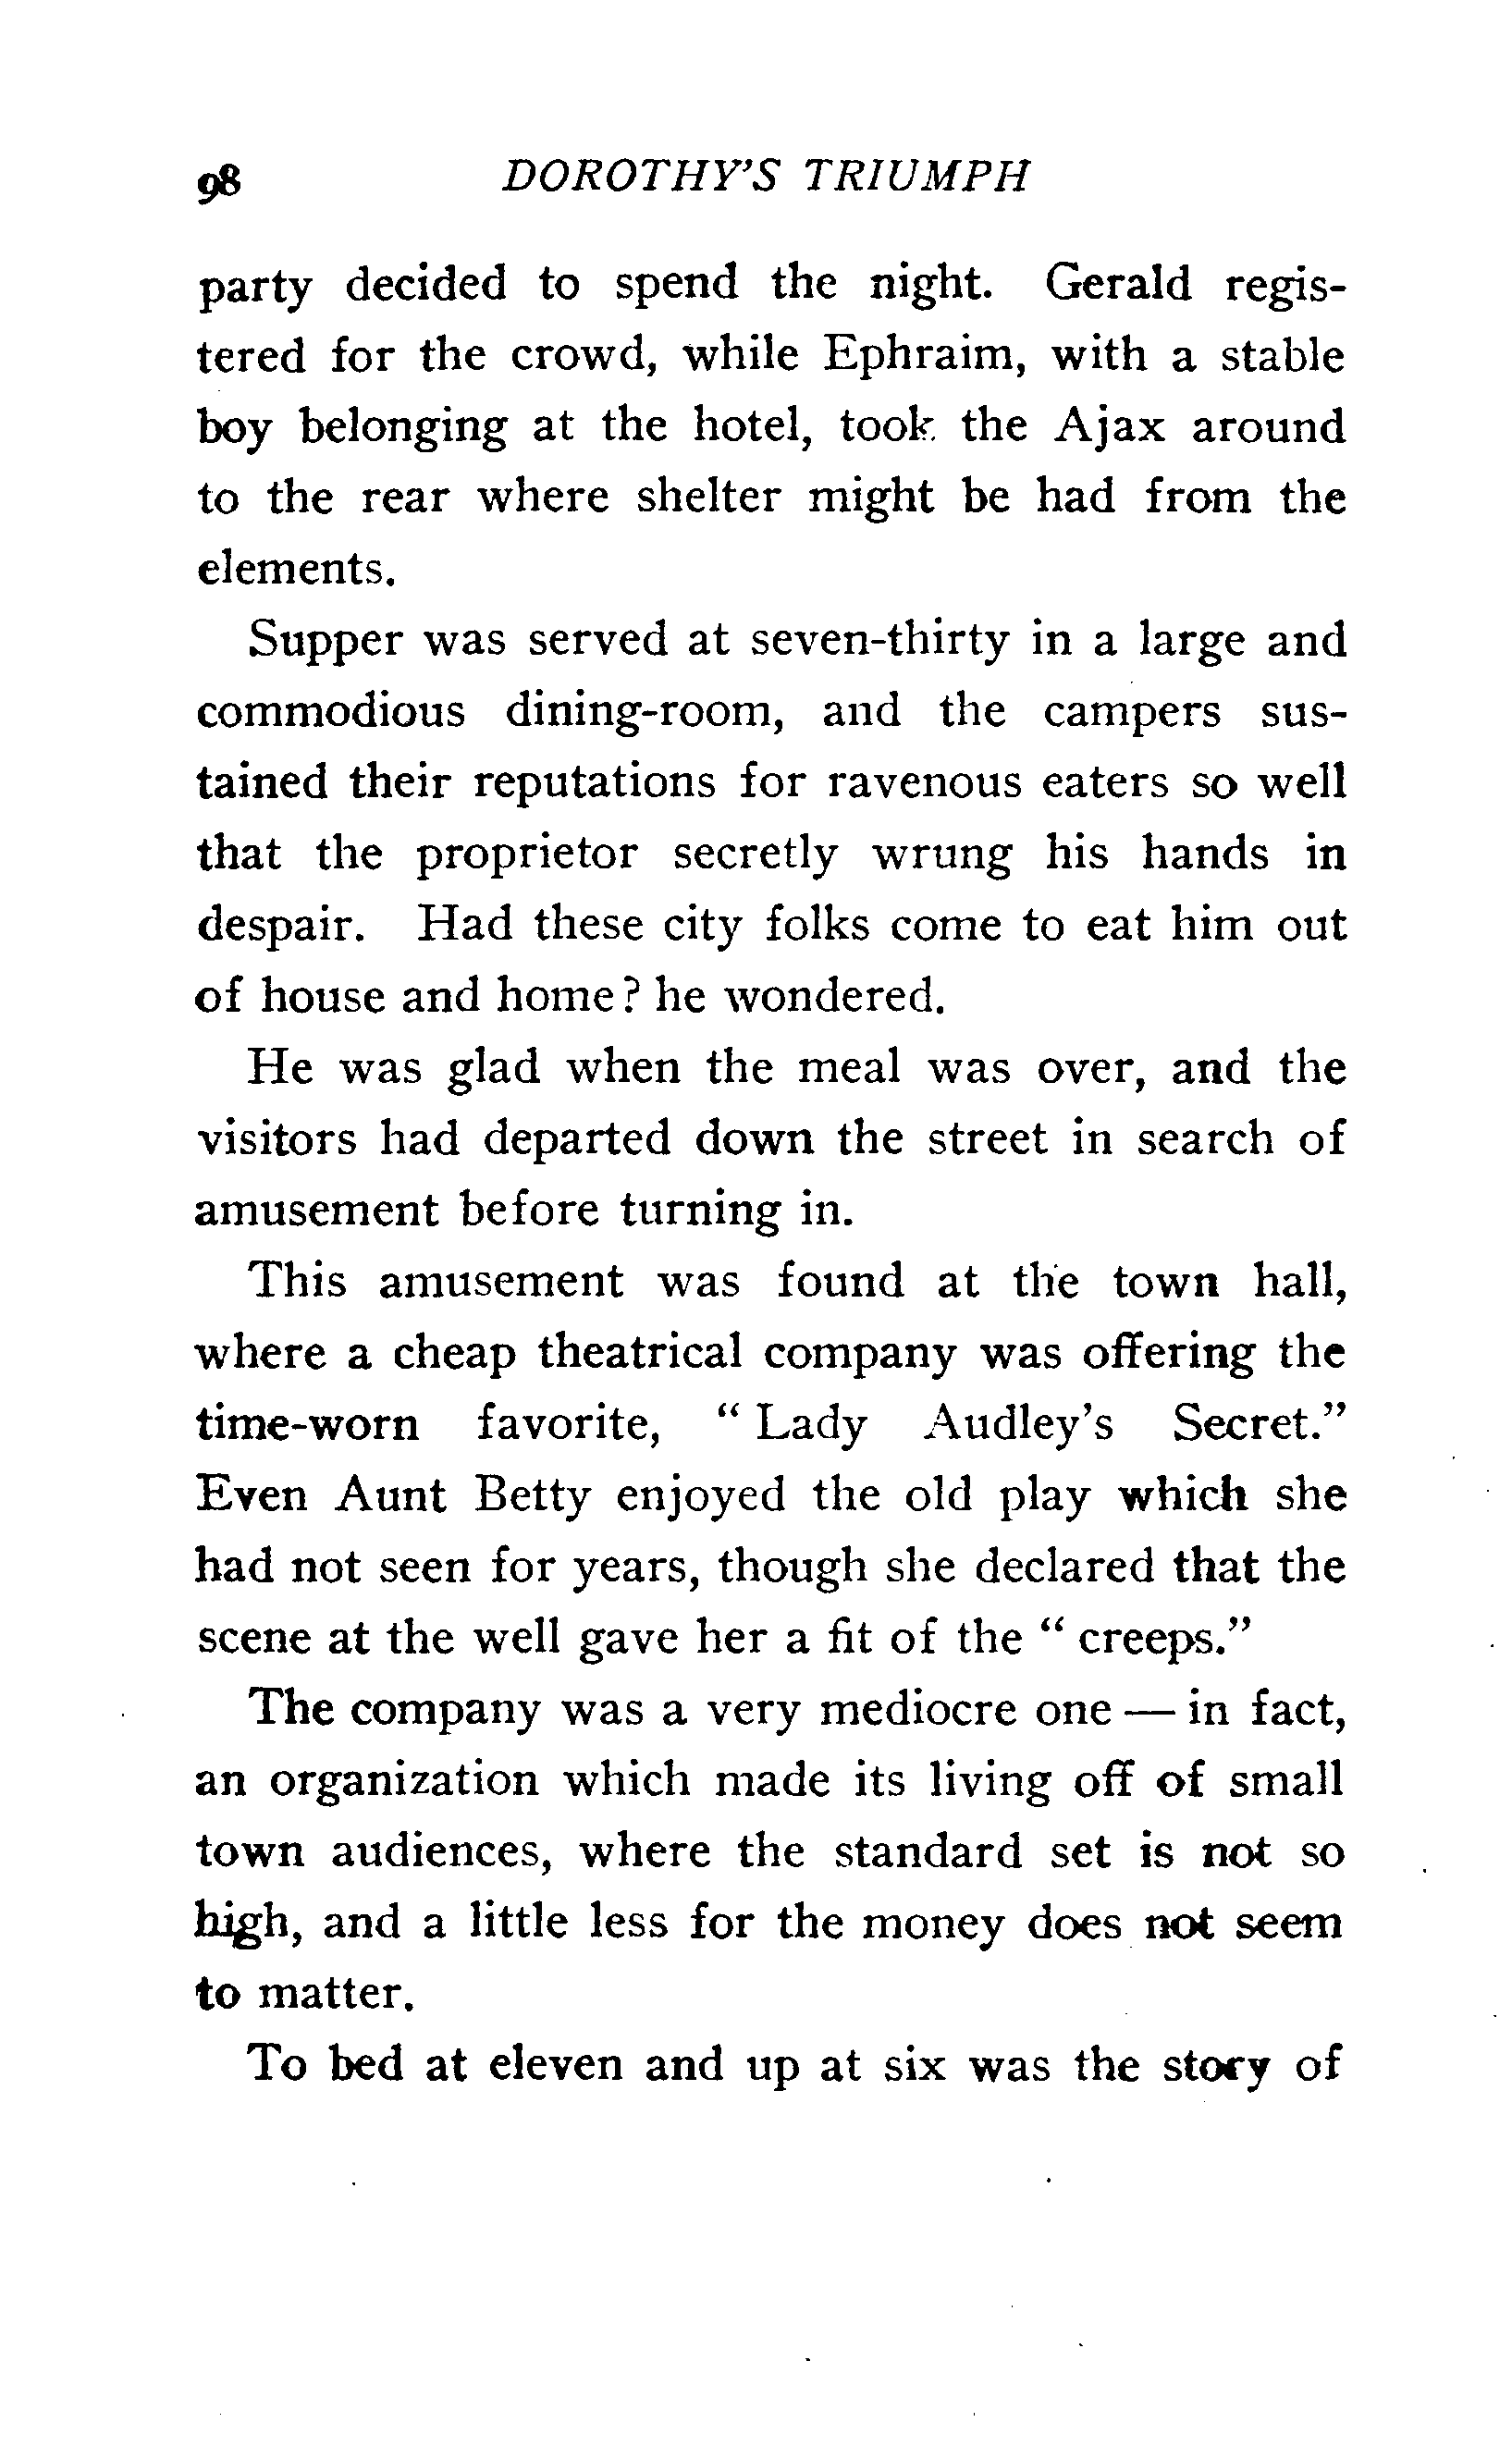 98 DOROTHY'S TRIUMPH
party decided to spend the night. Gerald regis-
tered for the crowd, while Ephraim, with a stable
boy belonging at the hotel, took the Ajax around
to the rear where shelter might be had from the
elements.
Supper was served at seven-thirty in a large and
commodious dining-room, and the campers sus-
tained their reputations for ravenous eaters so well
that the proprietor secretly wrung his hands in
despair. Had these city folks come to eat him out
of house and home? he wondered.
He was glad when the meal was over, and the
visitors had departed down the street in search of
amusement before turning in.
This amusement was found at the town hall,
where a cheap theatrical company was offering the
time-worn favorite, " Lady Audley's Secret."
Even Aunt Betty enjoyed the old play which she
had not seen for years, though she declared that the
scene at the well gave her a fit of the " creeps."
The company was a very mediocre one — in fact,
an organization which made its living off of small
town audiences, where the standard set is not so
high, and a little less for the money does not seem
to matter.
To bed at eleven and up at six was the story of